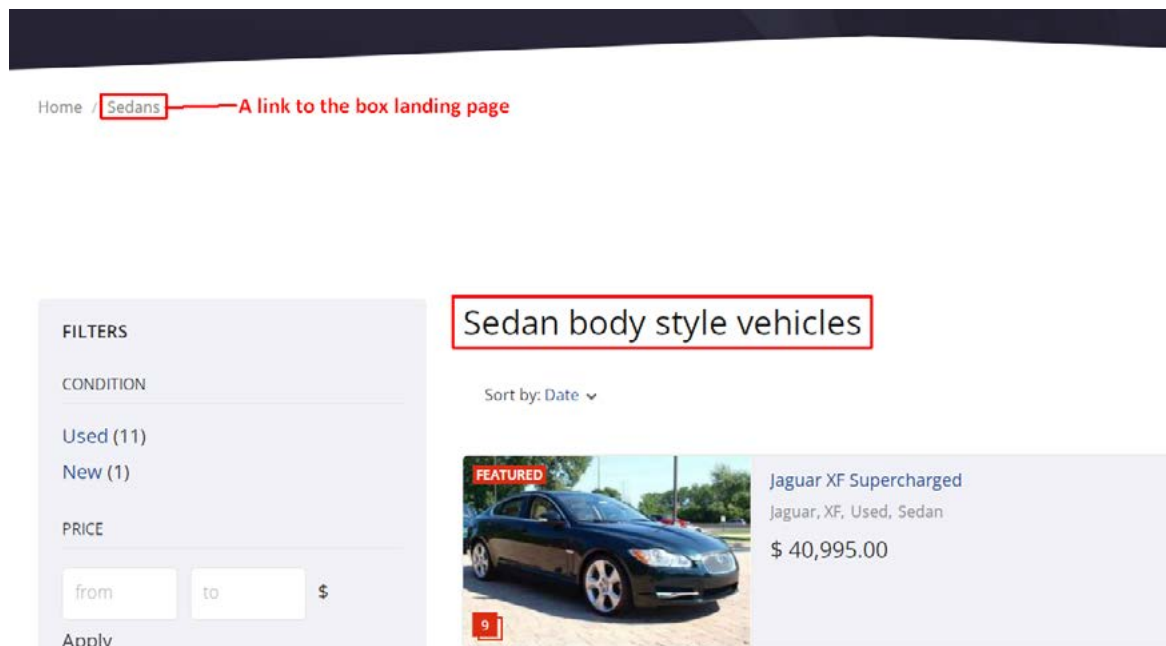 Home / Sedans A link to the box landing page
FILTERS
CONDITION
Used (11)
New (1)
PRICE
from to $
Apply
Sedan body style vehicles
Sort by: Date
FEATURED
9
Jaguar XF Supercharged
Jaguar, XF, Used, Sedan
$ 40,995.00